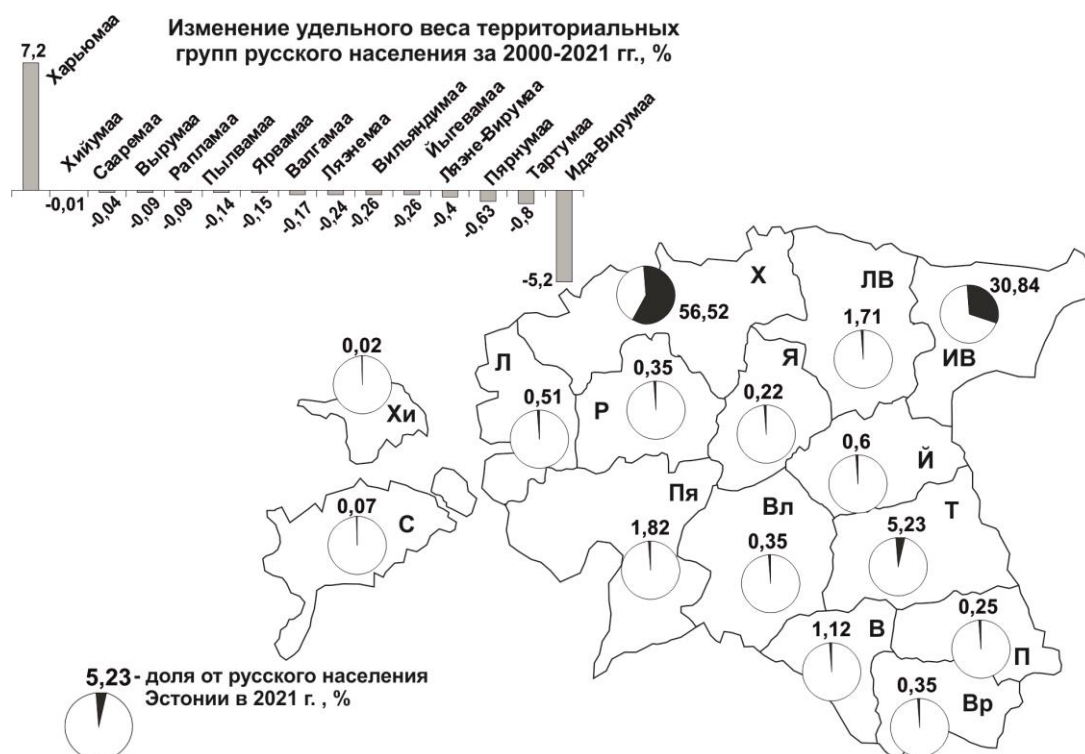 Изменение удельного веса территориальных
групп русского населения за 2000-2021 гг., %
7,2
Харьюмаа
Хийумаа
Сааремаа
Вырумаа
Рапламаа
Пылвамаа
Ярвамаа
Валгамаа
Ляэнемаа
Вильяндимаа
Йыгевамаа
Ляэне-Вирумаа
Пярнумаа
Тартумаа
Ида-Вирумаа
-0,01
-0,04
-0,09
-0,09
-0,14
-0,15
-0,17
-0,24
-0,26
-0,26
-0,4
-0,63
-0,8
-5,2
Х
56,52
ЛВ
1,71
30,84
ИВ
0,02
Хи
Л
0,51
0,35
Р
Я
0,22
0,6
Й
0,07
С
Пя
1,82
Вл
0,35
Т
5,23
1,12
В
0,25
П
0,35
Вр
5,23 - доля от русского населения
Эстонии в 2021 г. , %